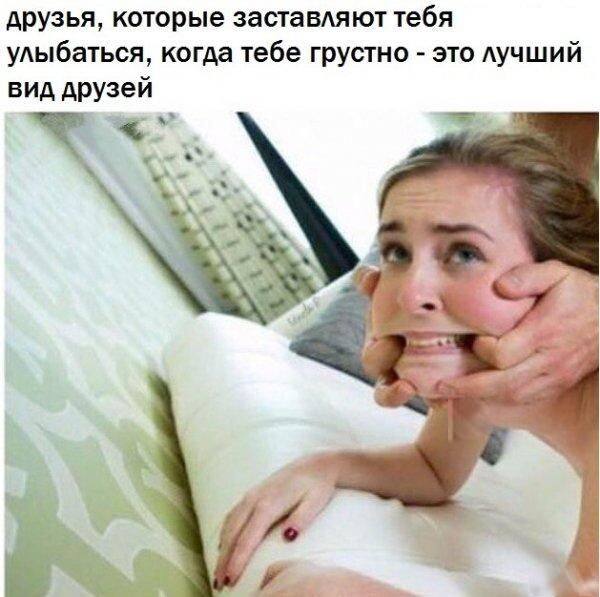 друзья, которые заставляют тебя
улыбаться, когда тебе грустно - это лучший
вид друзей